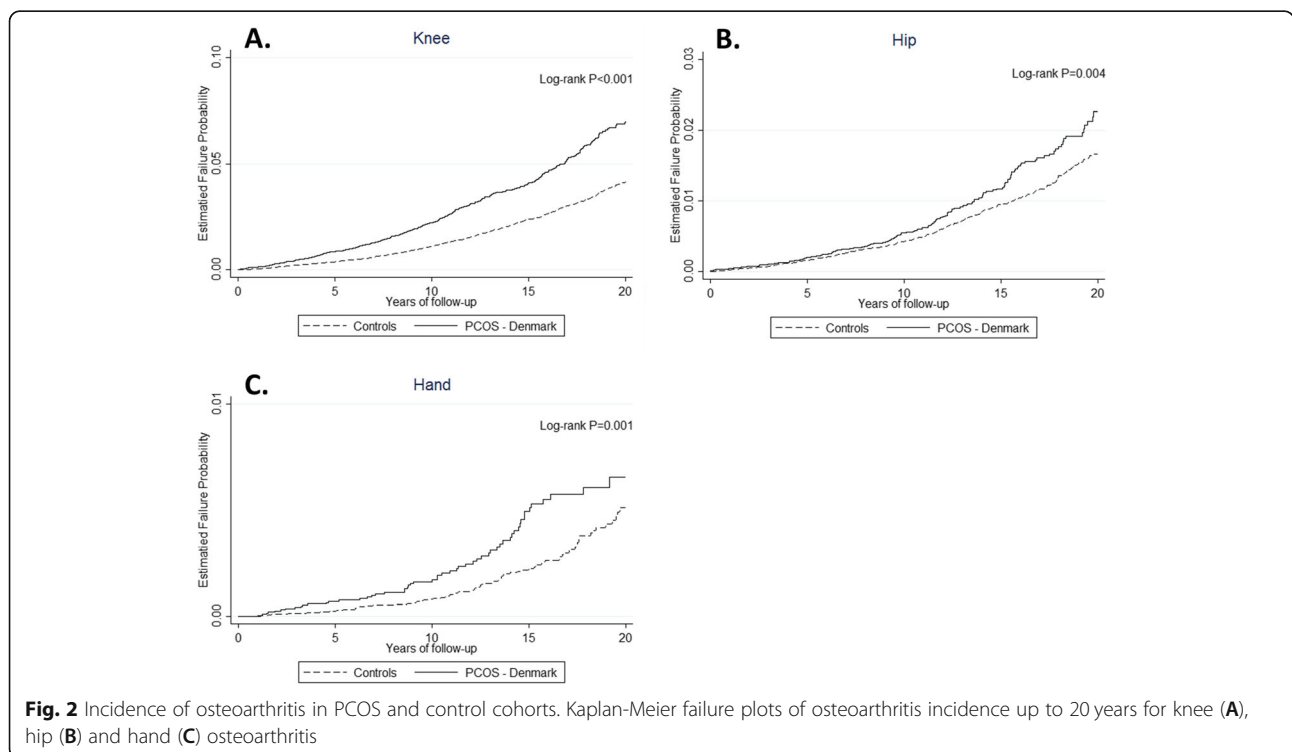 A.
Knee
Log-rank P<0.001
0.10
0.05
0.00
Estimatied Failure Probability
0 5 10 15 20
Years of follow-up
Controls PCOS - Denmark
B.
Hip
Log-rank P=0.004
0.03
0.02
0.01
0.00
Estimatied Failure Probability
0 5 10 15 20
Years of follow-up
Controls PCOS - Denmark
C.
Hand
Log-rank P=0.001
0.01
0.00
Estimatied Failure Probability
0 5 10 15 20
Years of follow-up
Controls PCOS - Denmark
Fig. 2 Incidence of osteoarthritis in PCOS and control cohorts. Kaplan-Meier failure plots of osteoarthritis incidence up to 20 years for knee (A),
hip (B) and hand (C) osteoarthritis